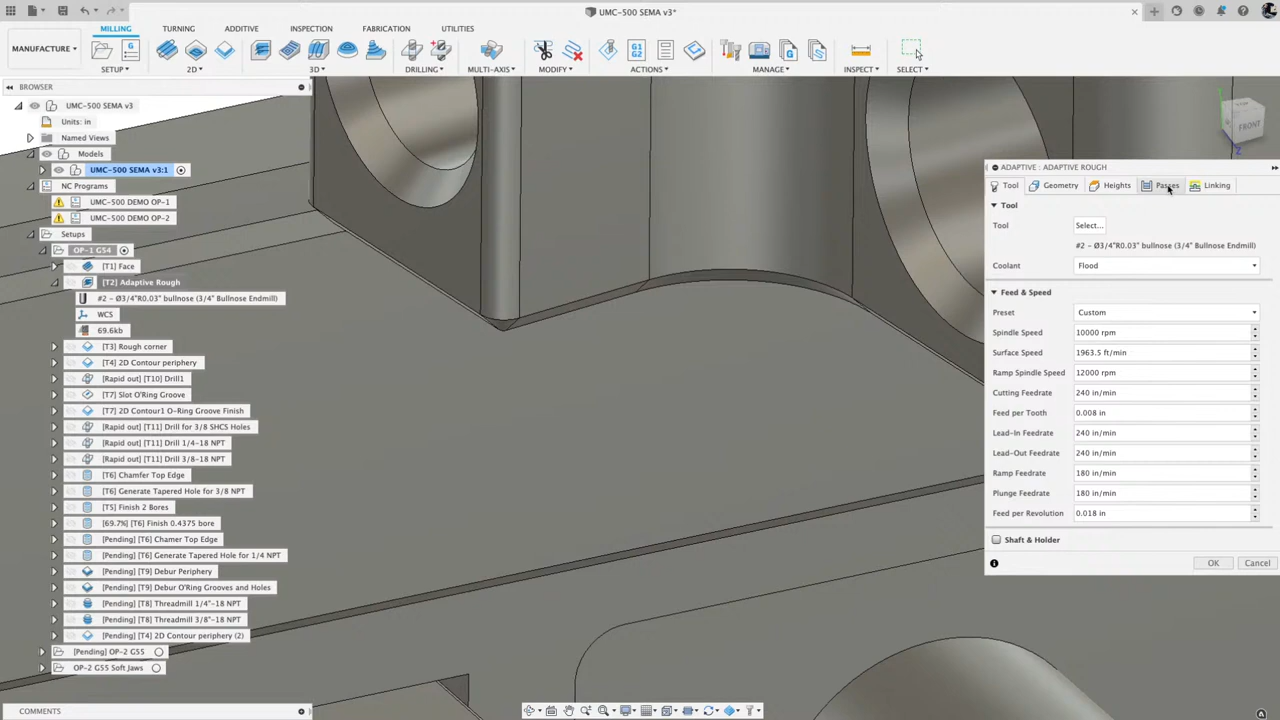 UMC-500 SEMA v3*
MANUFACTURE
MILLING
TURNING
ADDITIVE
INSPECTION
FABRICATION
UTILITIES
SETUP
2D
3D
DRILLING
MULTI-AXIS
MODIFY
ACTIONS
MANAGE
INSPECT
SELECT
G
G1
G2
G
BROWSER
UMC-500 SEMA v3
Units: in
Named Views
Models
UMC-500 SEMA v3:1
NC Programs
UMC-500 DEMO OP-1
UMC-500 DEMO OP-2
Setups
OP-1 G54
[T1] Face
[T2] Adaptive Rough
#2 - Ø3/4"R0.03" bullnose (3/4" Bullnose Endmill)
WCS
69.6kb
[T3] Rough corner
[T4] 2D Contour periphery
[Rapid out] [T10] Drill1
[T7] Slot O'Ring Groove
[T7] 2D Contour1 O-Ring Groove Finish
[Rapid out] [T11] Drill for 3/8 SHCS Holes
[Rapid out] [T11] Drill 1/4-18 NPT
[Rapid out] [T11] Drill 3/8-18 NPT
[T6] Chamfer Top Edge
[T6] Generate Tapered Hole for 3/8 NPT
[T5] Finish 2 Bores
[69.7%] [T6] Finish 0.4375 bore
[Pending] [T6] Chamer Top Edge
[Pending] [T6] Generate Tapered Hole for 1/4 NPT
[Pending] [T9] Debur Periphery
[Pending] [T9] Debur O'Ring Grooves and Holes
[Pending] [T8] Threadmill 1/4"-18 NPT
[Pending] [T8] Threadmill 3/8"-18 NPT
[Pending] [T4] 2D Contour periphery (2)
[Pending] OP-2 G55
OP-2 G55 Soft Jaws
COMMENTS
TOP
FRONT
Z
ADAPTIVE : ADAPTIVE ROUGH
Tool
Geometry
Heights
Passes
Linking
Tool
Tool
Select...
#2 - Ø3/4"R0.03" bullnose (3/4" Bullnose Endmill)
Coolant
Flood
Feed & Speed
Preset
Custom
Spindle Speed
10000 rpm
Surface Speed
1963.5 ft/min
Ramp Spindle Speed
12000 rpm
Cutting Feedrate
240 in/min
Feed per Tooth
0.008 in
Lead-In Feedrate
240 in/min
Lead-Out Feedrate
240 in/min
Ramp Feedrate
180 in/min
Plunge Feedrate
180 in/min
Feed per Revolution
0.018 in
Shaft & Holder
OK
Cancel